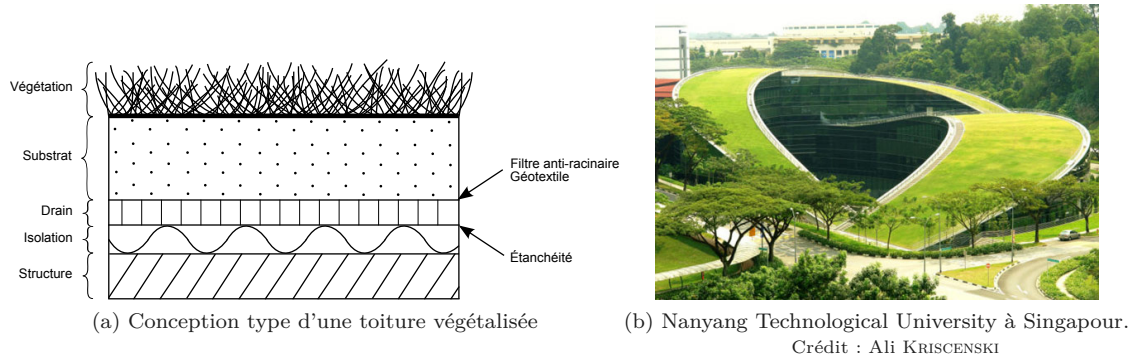 Végétation
Substrat
Filtre anti-racinaire
Géotextile
Drain
Isolation
Étanchéité
Structure
(a) Conception type d'une toiture végétalisée
(b) Nanyang Technological University à Singapour.
Crédit : Ali KRISCENSKI